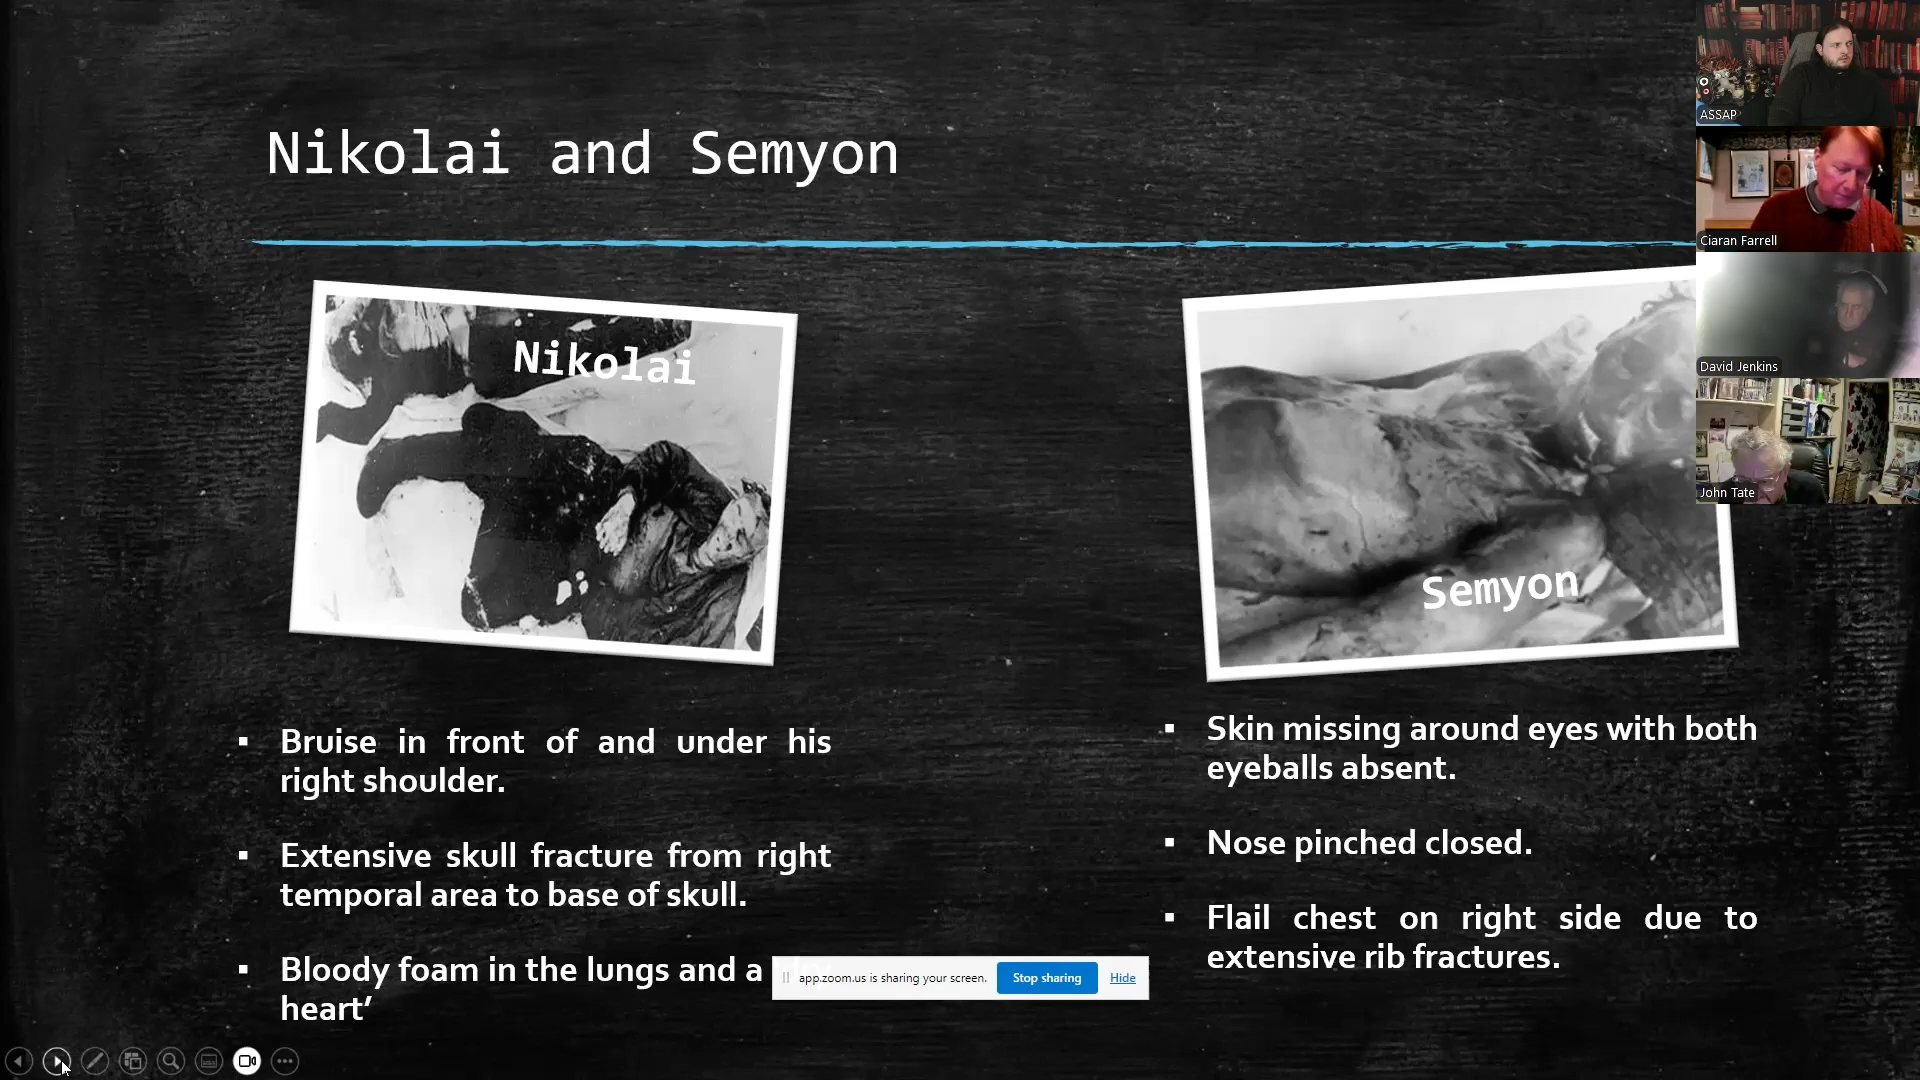 Nikolai and Semyon
Nikolai
Semyon
Bruise in front of and under his
right shoulder.
Extensive skull fracture from right
temporal area to base of skull.
Bloody foam in the lungs and a
heart’
Skin missing around eyes with both
eyeballs absent.
Nose pinched closed.
Flail chest on right side due to
extensive rib fractures.
app.zoom.us is sharing your screen. Stop sharing Hide
ASSAP
Ciaran Farrell
David Jenkins
John Tate